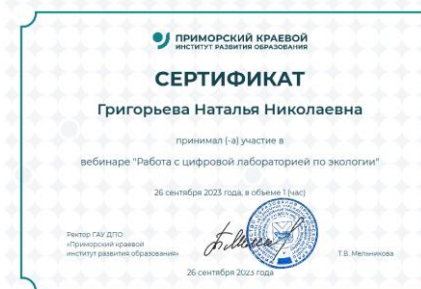 ПРИМОРСКИЙ КРАЕВОЙ
ИНСТИТУТ РАЗВИТИЯ ОБРАЗОВАНИЯ
СЕРТИФИКАТ
Григорьева Наталья Николаевна
принимал (-а) участие в
вебинаре "Работа с цифровой лабораторией по экологии"
26 сентября 2023 года, в объеме 1 (час)
Ректор ГАУ ДПО
«Приморский краевой
институт развития образования»
Т.В. Мельникова
26 сентября 2023 года